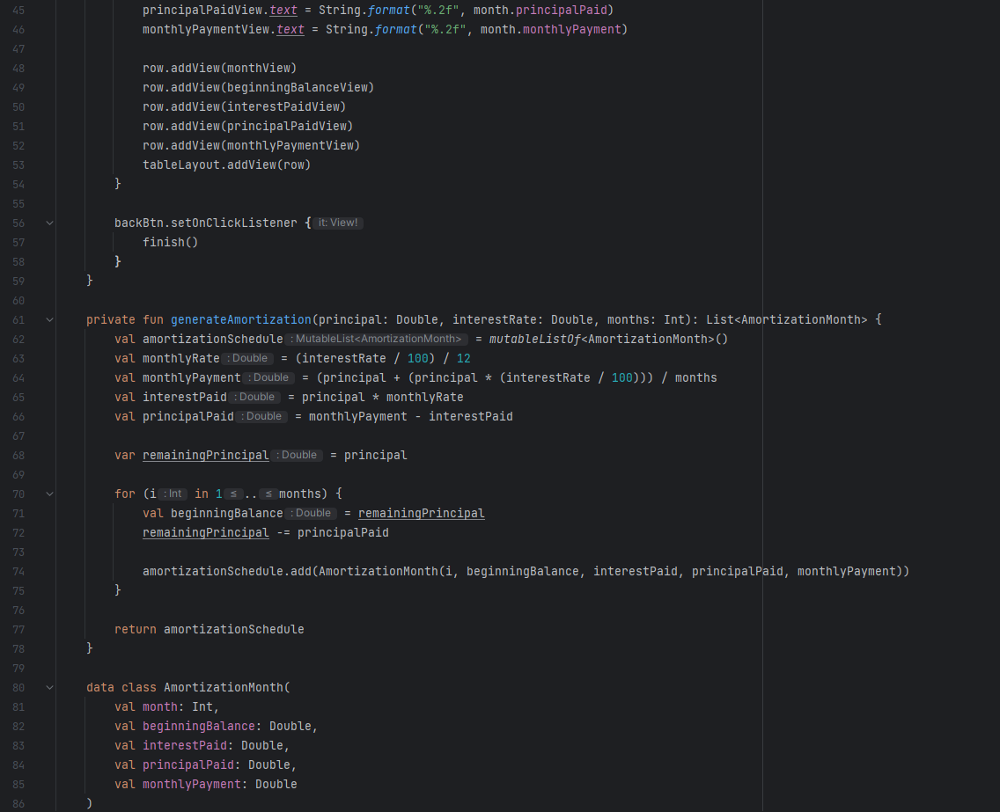 45 principalPaidView.text = String.format("%.2f", month.principalPaid)
46 monthlyPaymentView.text = String.format("%.2f", month.monthlyPayment)
47
48 row.addView(monthView)
49 row.addView(beginningBalanceView)
50 row.addView(interestPaidView)
51 row.addView(principalPaidView)
52 row.addView(monthlyPaymentView)
53 tableLayout.addView(row)
54 }
55
56 backBtn.setOnClickListener { it: View!
57 finish()
58 }
59 }
60
61 private fun generateAmortization(principal: Double, interestRate: Double, months: Int): List<AmortizationMonth> {
62 val amortizationSchedule : MutableList<AmortizationMonth> = mutableListOf<AmortizationMonth>()
63 val monthlyRate : Double = (interestRate / 100) / 12
64 val monthlyPayment : Double = (principal + (principal * (interestRate / 100))) / months
65 val interestPaid : Double = principal * monthlyRate
66 val principalPaid : Double = monthlyPayment - interestPaid
67
68 var remainingPrincipal : Double = principal
69
70 for (i : Int in 1 ≤ .. ≤ months) {
71 val beginningBalance : Double = remainingPrincipal
72 remainingPrincipal -= principalPaid
73
74 amortizationSchedule.add(AmortizationMonth(i, beginningBalance, interestPaid, principalPaid, monthlyPayment))
75 }
76
77 return amortizationSchedule
78 }
79
80 data class AmortizationMonth(
81 val month: Int,
82 val beginningBalance: Double,
83 val interestPaid: Double,
84 val principalPaid: Double,
85 val monthlyPayment: Double
86 )